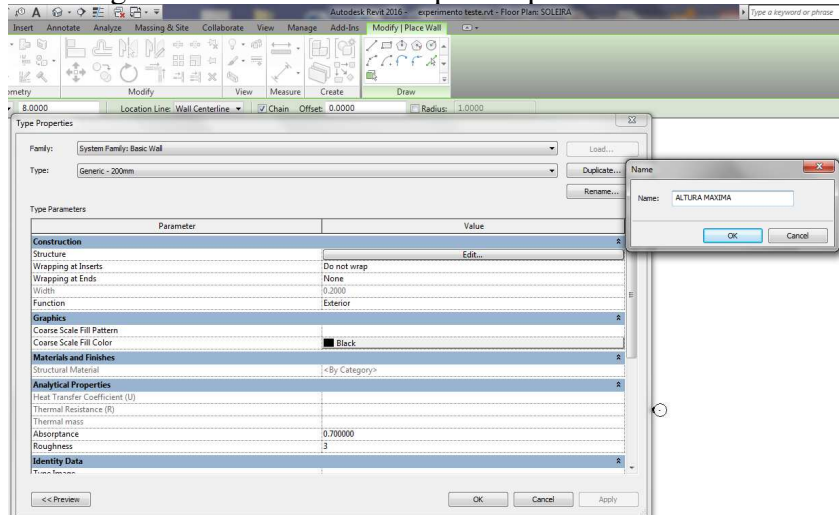 Autodesk Revit 2016 - experimento teste.rvt - Floor Plan: SOLEIRA
Type a keyword or phrase
Insert Annotate Analyze Massing & Site Collaborate View Manage Add-Ins Modify | Place Wall
ometry Modify View Measure Create Draw
8.0000 Location Line: Wall Centerline Chain Offset: 0.0000 Radius: 1.0000
Type Properties
Family: System Family: Basic Wall Load...
Type: Generic - 200mm Duplicate...
Rename...
Name
Name: ALTURA MAXIMA
OK Cancel
Type Parameters
Parameter Value
Construction
Structure Edit...
Wrapping at Inserts Do not wrap
Wrapping at Ends None
Width 0.2000
Function Exterior
Graphics
Coarse Scale Fill Pattern
Coarse Scale Fill Color Black
Materials and Finishes
Structural Material <By Category>
Analytical Properties
Heat Transfer Coefficient (U)
Thermal Resistance (R)
Thermal mass
Absorptance 0.700000
Roughness 3
Identity Data
Type Image
<< Preview OK Cancel Apply